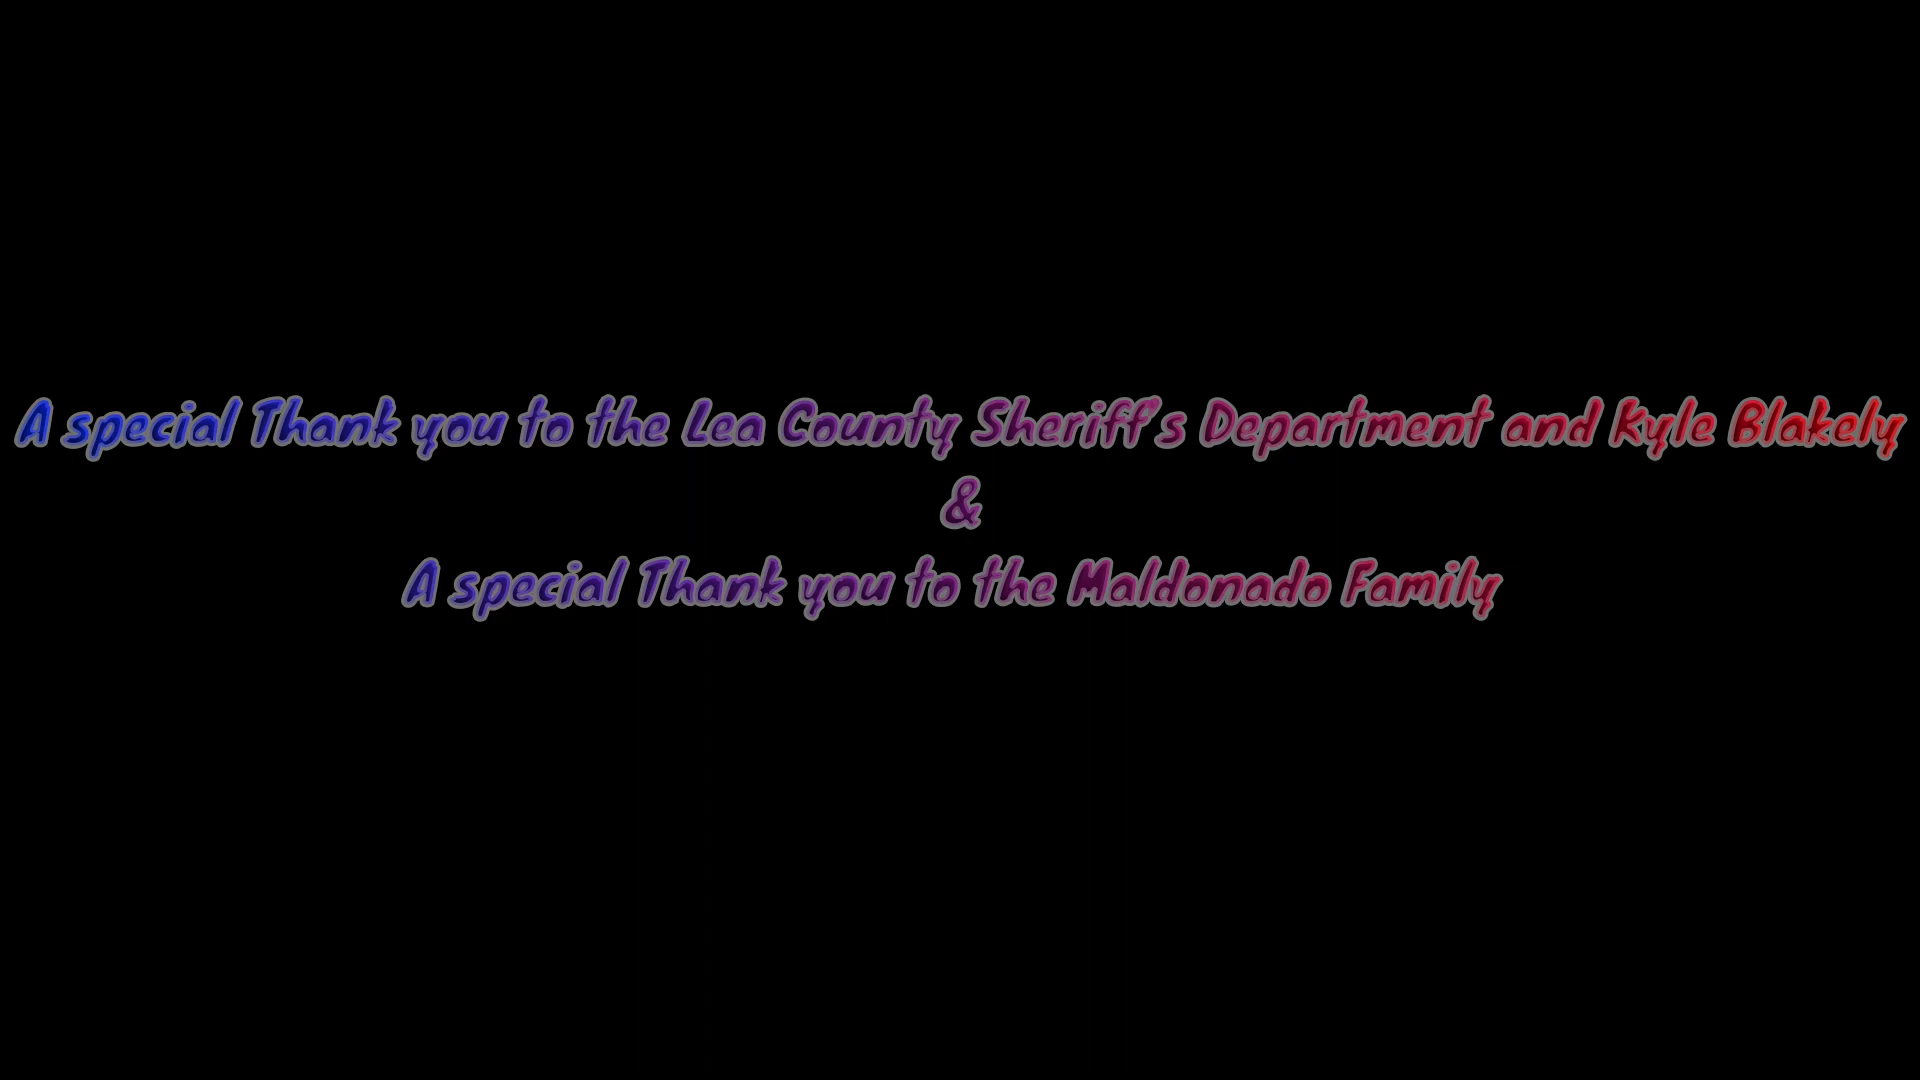 A special Thank you to the Lea County Sheriff's Department and Kyle Blakely
&
A special Thank you to the Maldonado Family